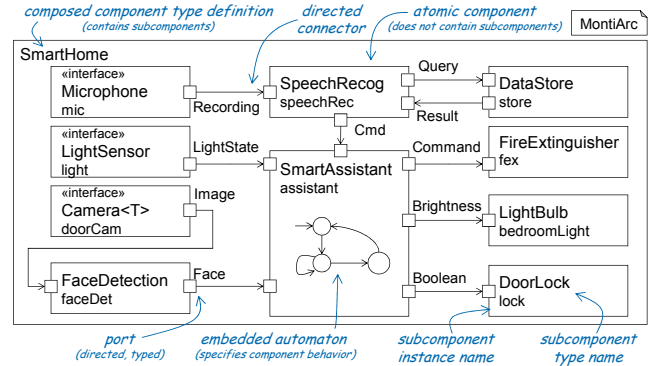 composed component type definition
(contains subcomponents)
directed
connector
atomic component
(does not contain subcomponents)
MontiArc
SmartHome
«interface»
Microphone
mic
Recording
SpeechRecog
speechRec
Query
Result
DataStore
store
Cmd
«interface»
LightSensor
light
LightState
SmartAssistant
assistant
Command
FireExtinguisher
fex
«interface»
Camera<T>
doorCam
Image
Brightness
LightBulb
bedroomLight
FaceDetection
faceDet
Face
Boolean
DoorLock
lock
port
(directed, typed)
embedded automaton
(specifies component behavior)
subcomponent
instance name
subcomponent
type name